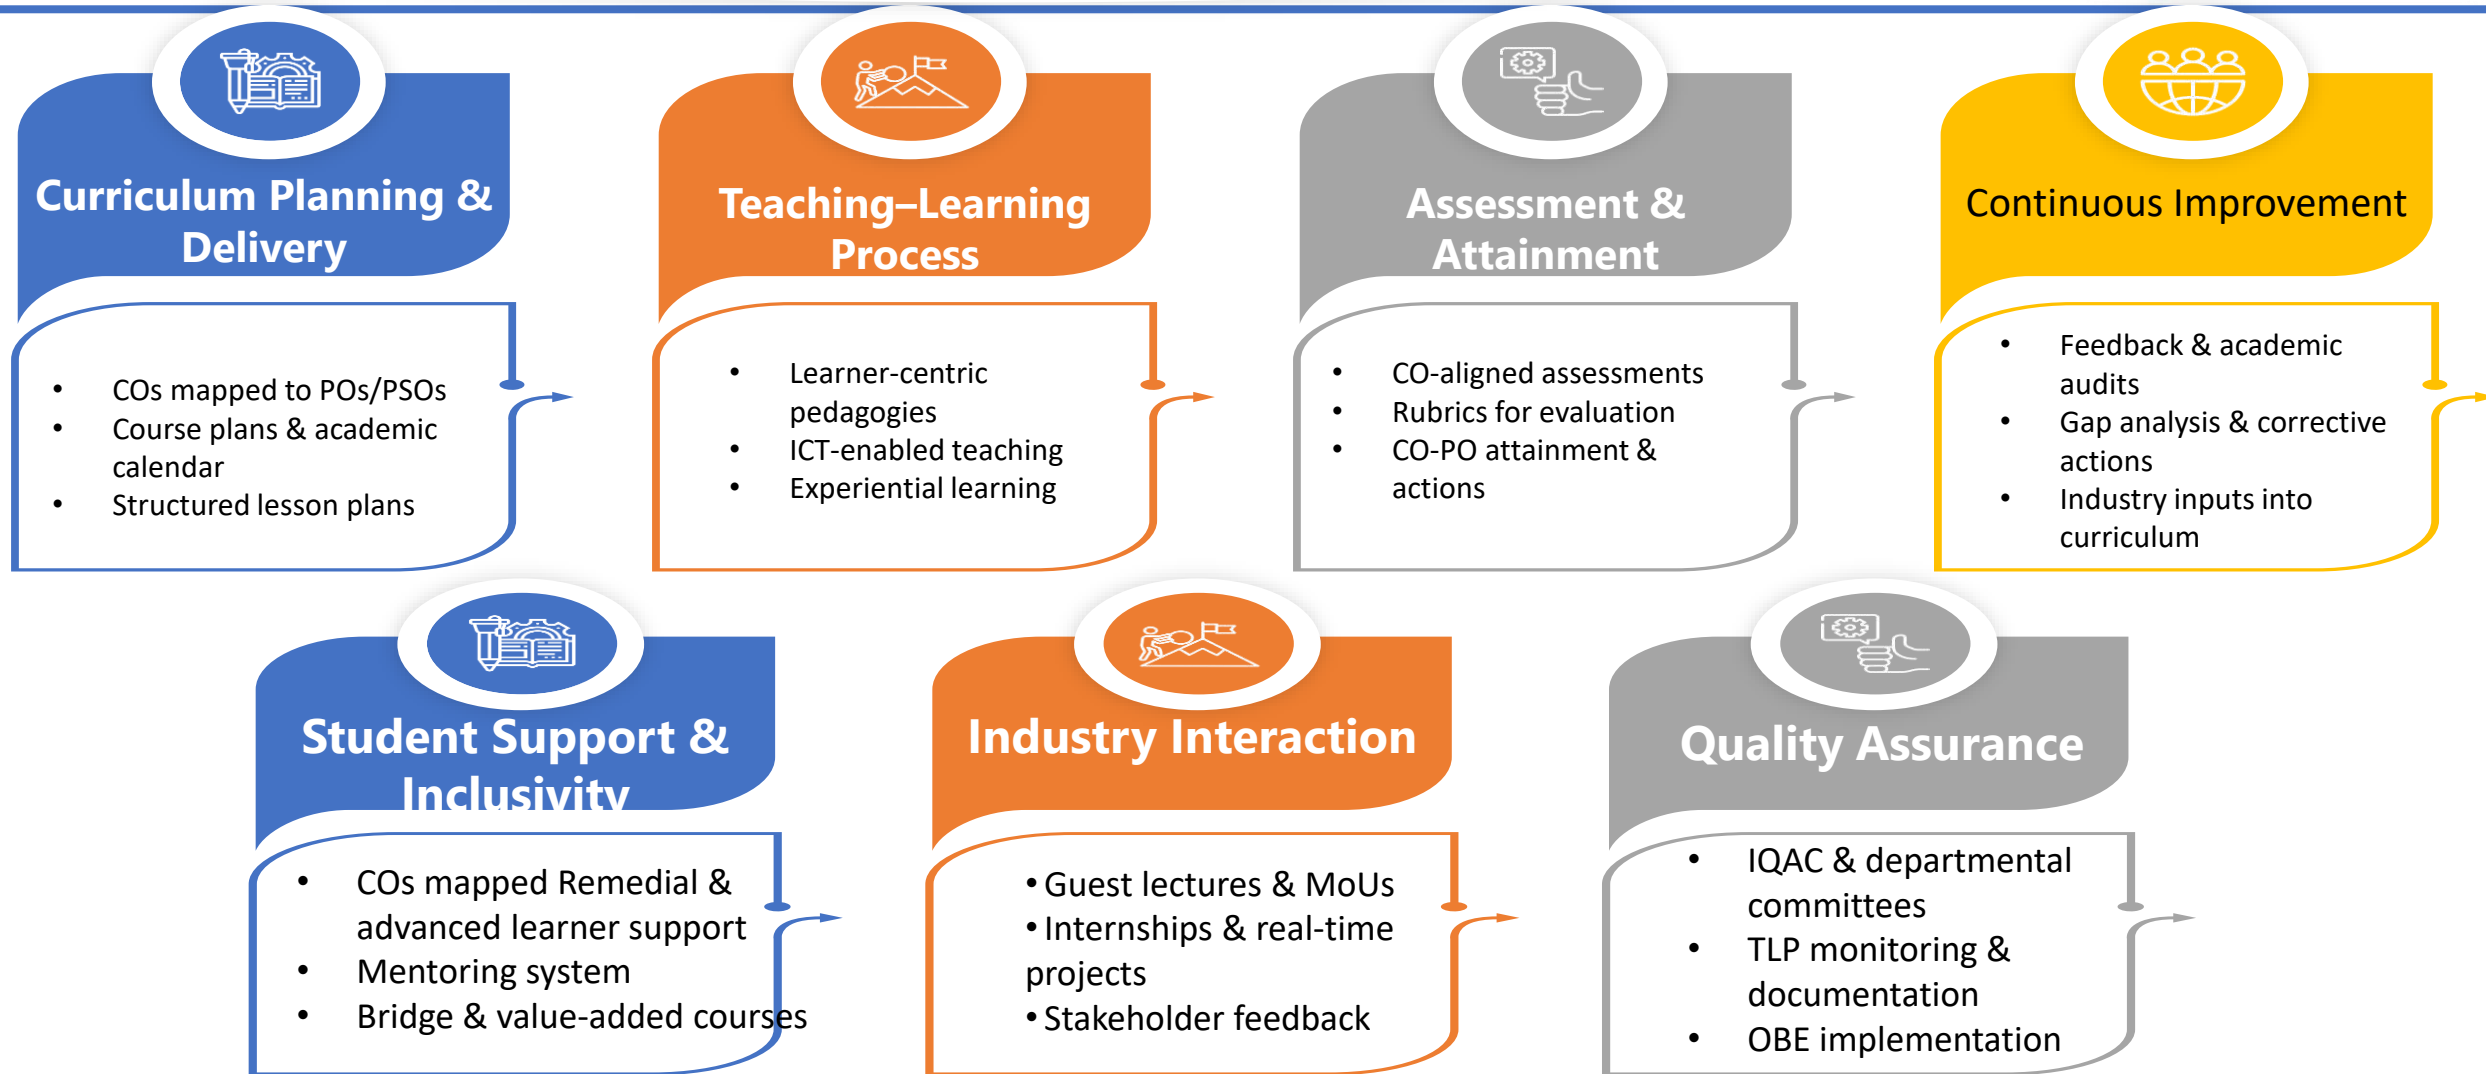 Curriculum Planning &
Delivery
• COs mapped to POs/PSOs
• Course plans & academic
calendar
• Structured lesson plans
Teaching–Learning
Process
• Learner-centric
pedagogies
• ICT-enabled teaching
• Experiential learning
Assessment &
Attainment
• CO-aligned assessments
• Rubrics for evaluation
• CO-PO attainment &
actions
Continuous Improvement
• Feedback & academic
audits
• Gap analysis & corrective
actions
• Industry inputs into
curriculum
Student Support &
Inclusivity
• COs mapped Remedial &
advanced learner support
• Mentoring system
• Bridge & value-added courses
Industry Interaction
• Guest lectures & MoUs
• Internships & real-time
projects
• Stakeholder feedback
Quality Assurance
• IQAC & departmental
committees
• TLP monitoring &
documentation
• OBE implementation